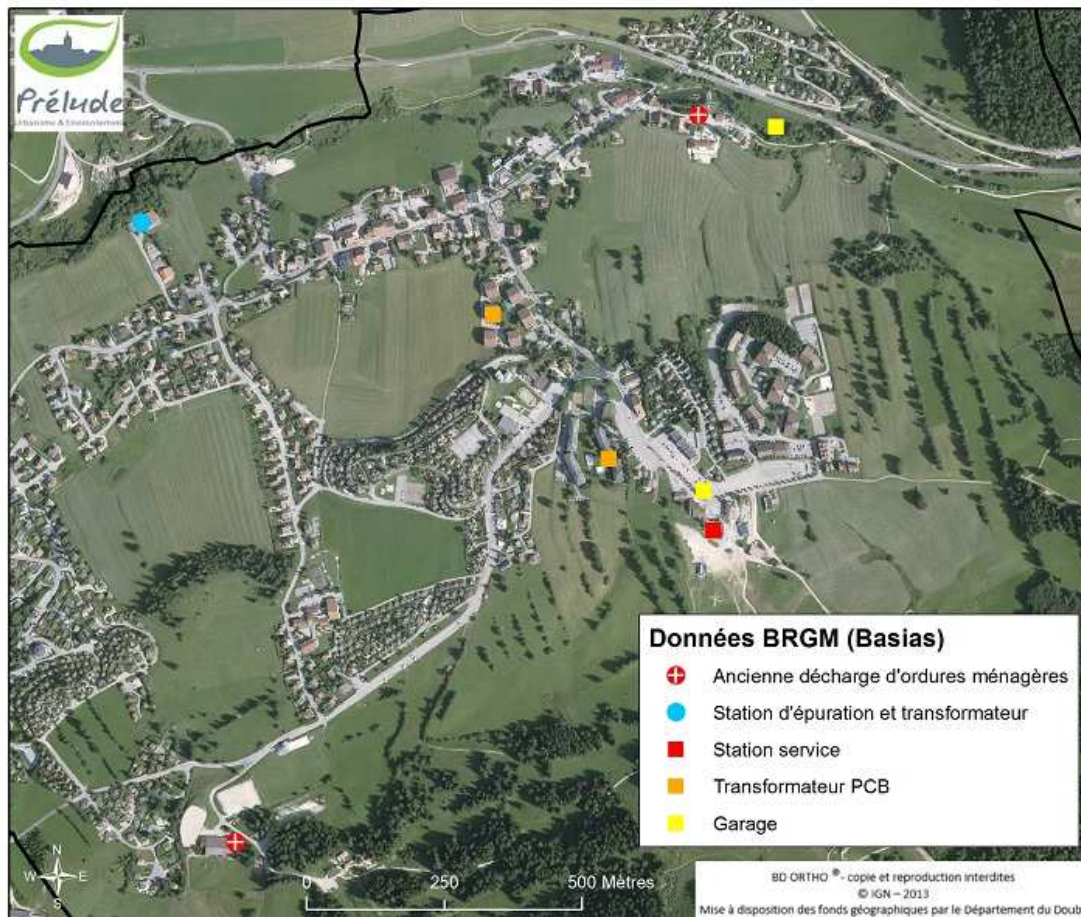 Prélude
Urbanisme & Environnement
Données BRGM (Basias)
Ancienne décharge d'ordures ménagères
Station d'épuration et transformateur
Station service
Transformateur PCB
Garage
N
W E
S
0 250 500 Mètres
BD ORTHO ® - copie et reproduction interdites
© IGN – 2013
Mise à disposition des fonds géographiques par le Département du Doub